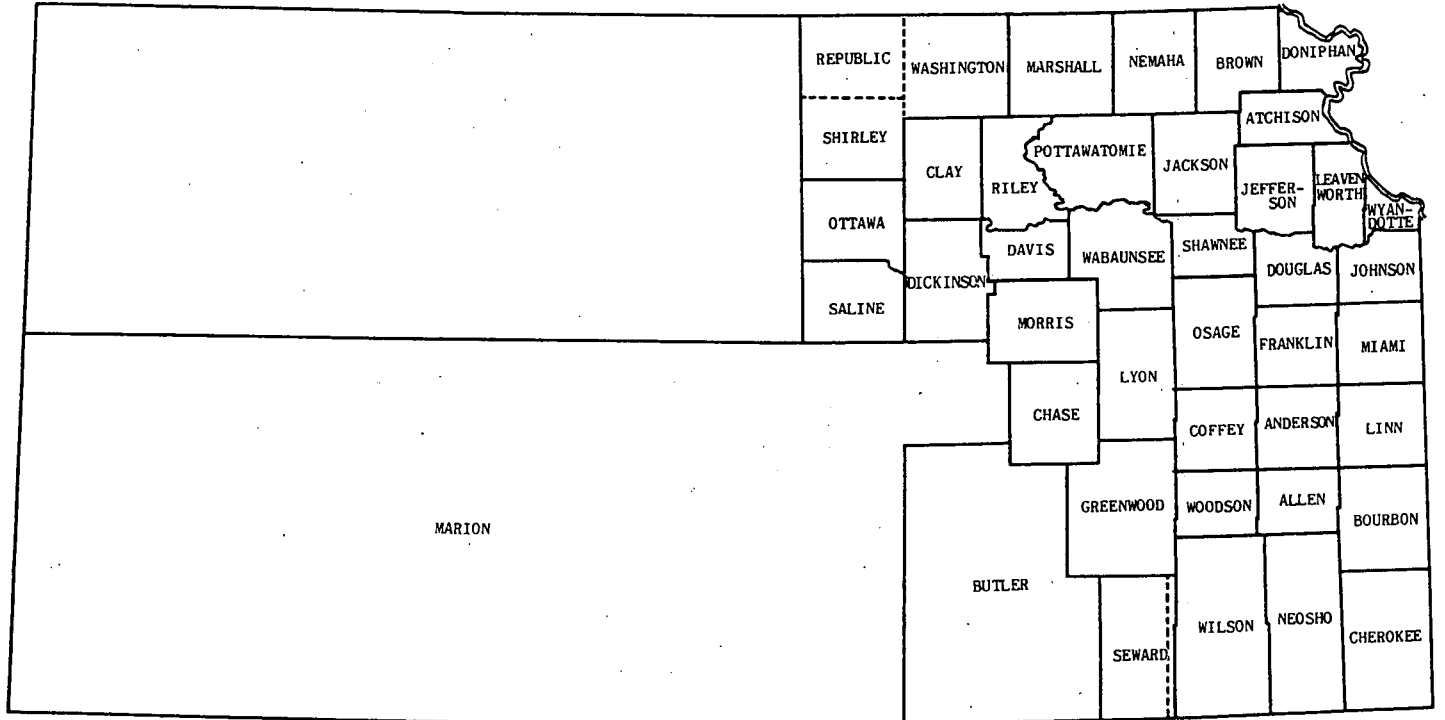 REPUBLIC
WASHINGTON
MARSHALL
NEMAHA
BROWN
DONIPHAN
ATCHISON
SHIRLEY
CLAY
RILEY
POTTAWATOMIE
JACKSON
JEFFER-
SON
LEAVEN
WORTH
WYAN-
DOTTE
OTTAWA
DAVIS
WABAUNSEE
SHAWNEE
DOUGLAS
JOHNSON
DICKINSON
SALINE
MORRIS
OSAGE
FRANKLIN
MIAMI
LYON
CHASE
COFFEY
ANDERSON
LINN
MARION
GREENWOOD
WOODSON
ALLEN
BOURBON
BUTLER
SEWARD
WILSON
NEOSHO
CHEROKEE